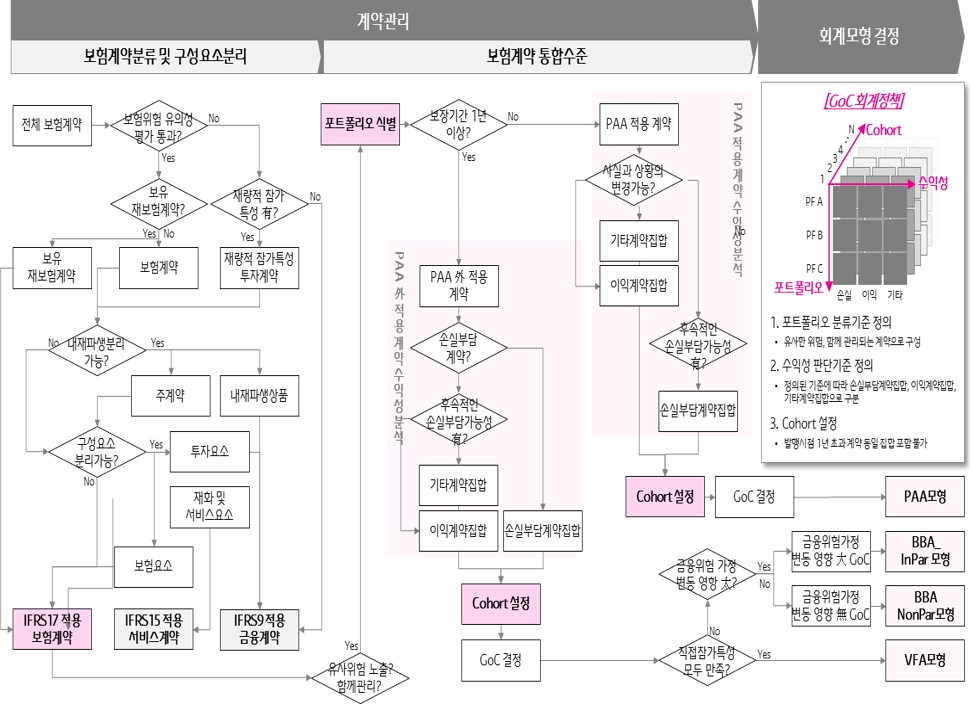 계약관리
회계모형 결정
보험계약분류 및 구성요소분리
보험계약 통합수준
전체 보험계약
보험위험 유의성
평가 통과?
No
Yes
보유
재보험계약?
재량적 참가
특성 有?
No
Yes
No
Yes
보유
재보험계약
보험계약
재량적 참가특성
투자계약
No
내재파생분리
가능?
Yes
주계약
내재파생상품
구성요소
분리가능?
Yes
No
투자요소
재화 및
서비스요소
보험요소
IFRS17 적용
보험계약
IFRS15 적용
서비스계약
IFRS9적용
금융계약
유사위험 노출?
함께관리?
Yes
포트폴리오 식별
보장기간 1년
이상?
No
Yes
PAA 外 적용계약 수익성분석
PAA 外 적용
계약
손실부담
계약?
후속적인
손실부담가능성
有?
기타계약집합
이익계약집합
손실부담계약집합
Cohort 설정
GoC 결정
PAA 적용계약 수익성분석
PAA 적용 계약
사실과 상황의
변경가능?
No
기타계약집합
이익계약집합
후속적인
손실부담가능성
有?
손실부담계약집합
Cohort 설정
GoC 결정
PAA모형
금융위험 가정
변동 영향 大?
Yes
No
금융위험가정
변동 영향 大 GoC
BBA_
InPar 모형
금융위험가정
변동 영향 無 GoC
BBA
NonPar모형
No
직접참가특성
모두 만족?
Yes
VFA모형
[GoC 회계정책]
N
Cohort
4
3
2
1
수익성
PF A
PF B
PF C
포트폴리오
손실
이익
기타
1. 포트폴리오 분류기준 정의
• 유사한 위험, 함께 관리되는 계약으로 구성
2. 수익성 판단기준 정의
• 정의된 기준에 따라 손실부담계약집합, 이익계약집합,
기타계약집합으로 구분
3. Cohort 설정
• 발행시점 1년 초과 계약 동일 집합 포함 불가